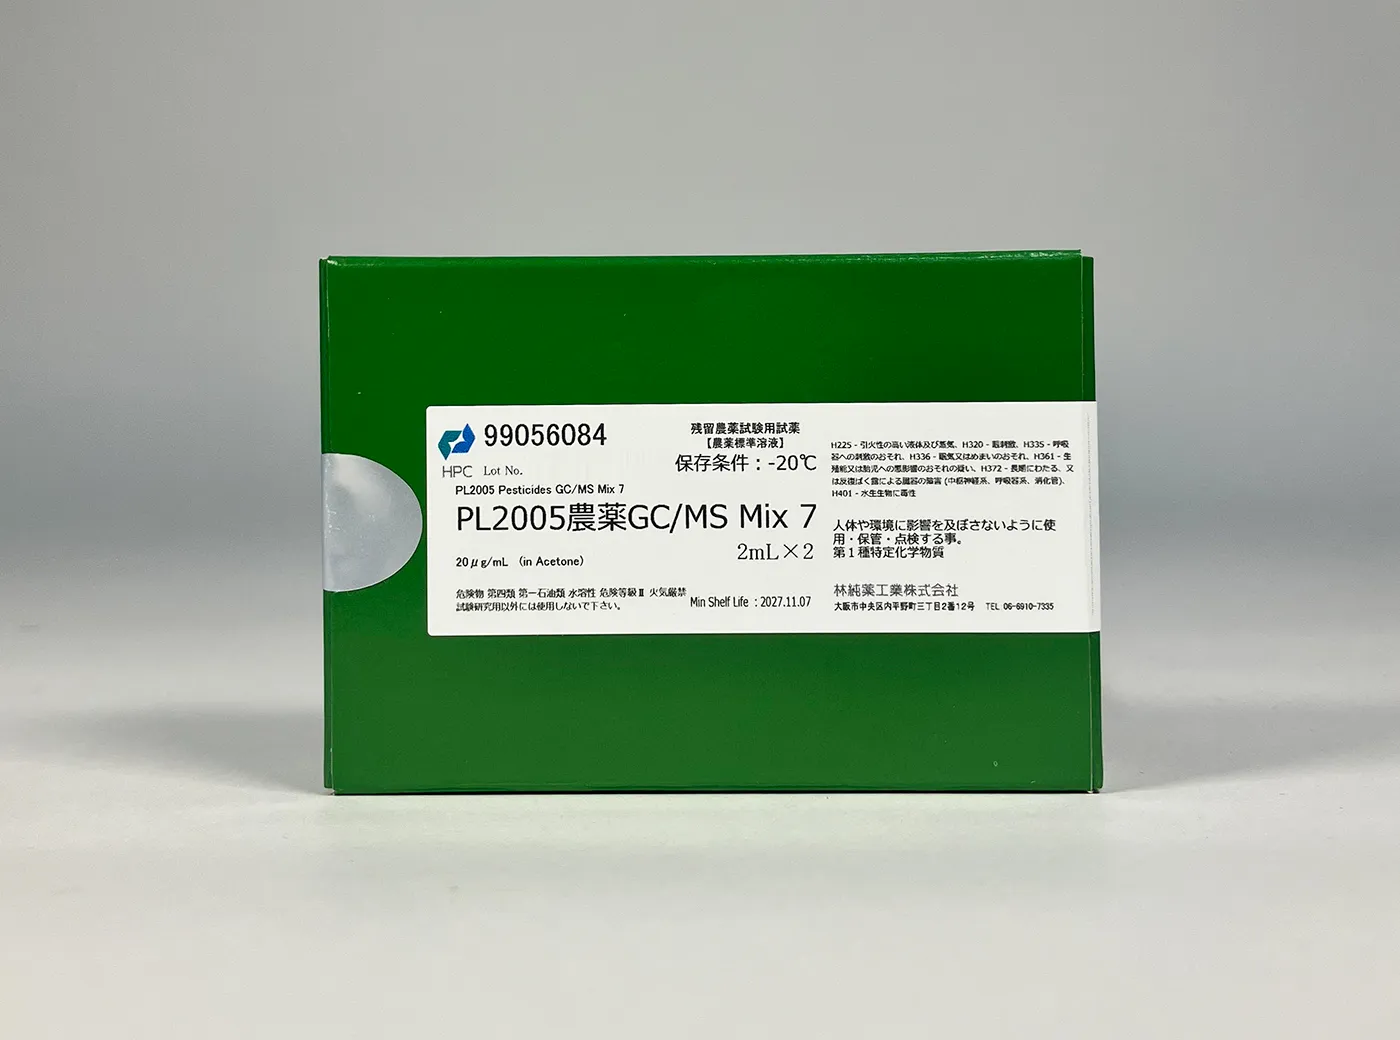 99056084
HPC Lot No.
PL2005 Pesticides GC/MS Mix 7
PL2005農薬GC/MS Mix 7
2mL×2
20μg/mL (in Acetone)
危険物 第四類 第一石油類 水溶性 危険等級Ⅱ 火気厳禁
試験研究用以外には使用しないで下さい。
Min Shelf Life : 2027.11.07
残留農薬試験用試薬
【農薬標準溶液】
保存条件：-20℃
H225 - 引火性の高い液体及び蒸気、H320 - 眼刺激、H335 - 呼吸
器への刺激のおそれ、H336 - 眠気又はめまいのおそれ、H361 - 生
殖能又は胎児への悪影響のおそれの疑い、H372 - 長期にわたる、又
は反復ばく露による臓器の障害 (中枢神経系、呼吸器系、消化管)、
H401 - 水生生物に毒性
人体や環境に影響を及ぼさないように使
用・保管・点検する事。
第１種特定化学物質
林純薬工業株式会社
大阪市中央区内平野町三丁目2番12号 TEL 06-6910-7335